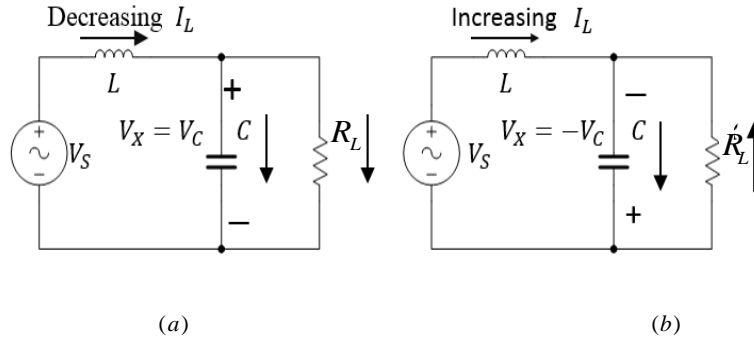 Decreasing I_L
Increasing I_L
L
L
+
−
V_X = V_C
C
R_L
V_X = −V_C
C
R_L
+
−
V_S
+
−
V_S
−
+
(a)
(b)